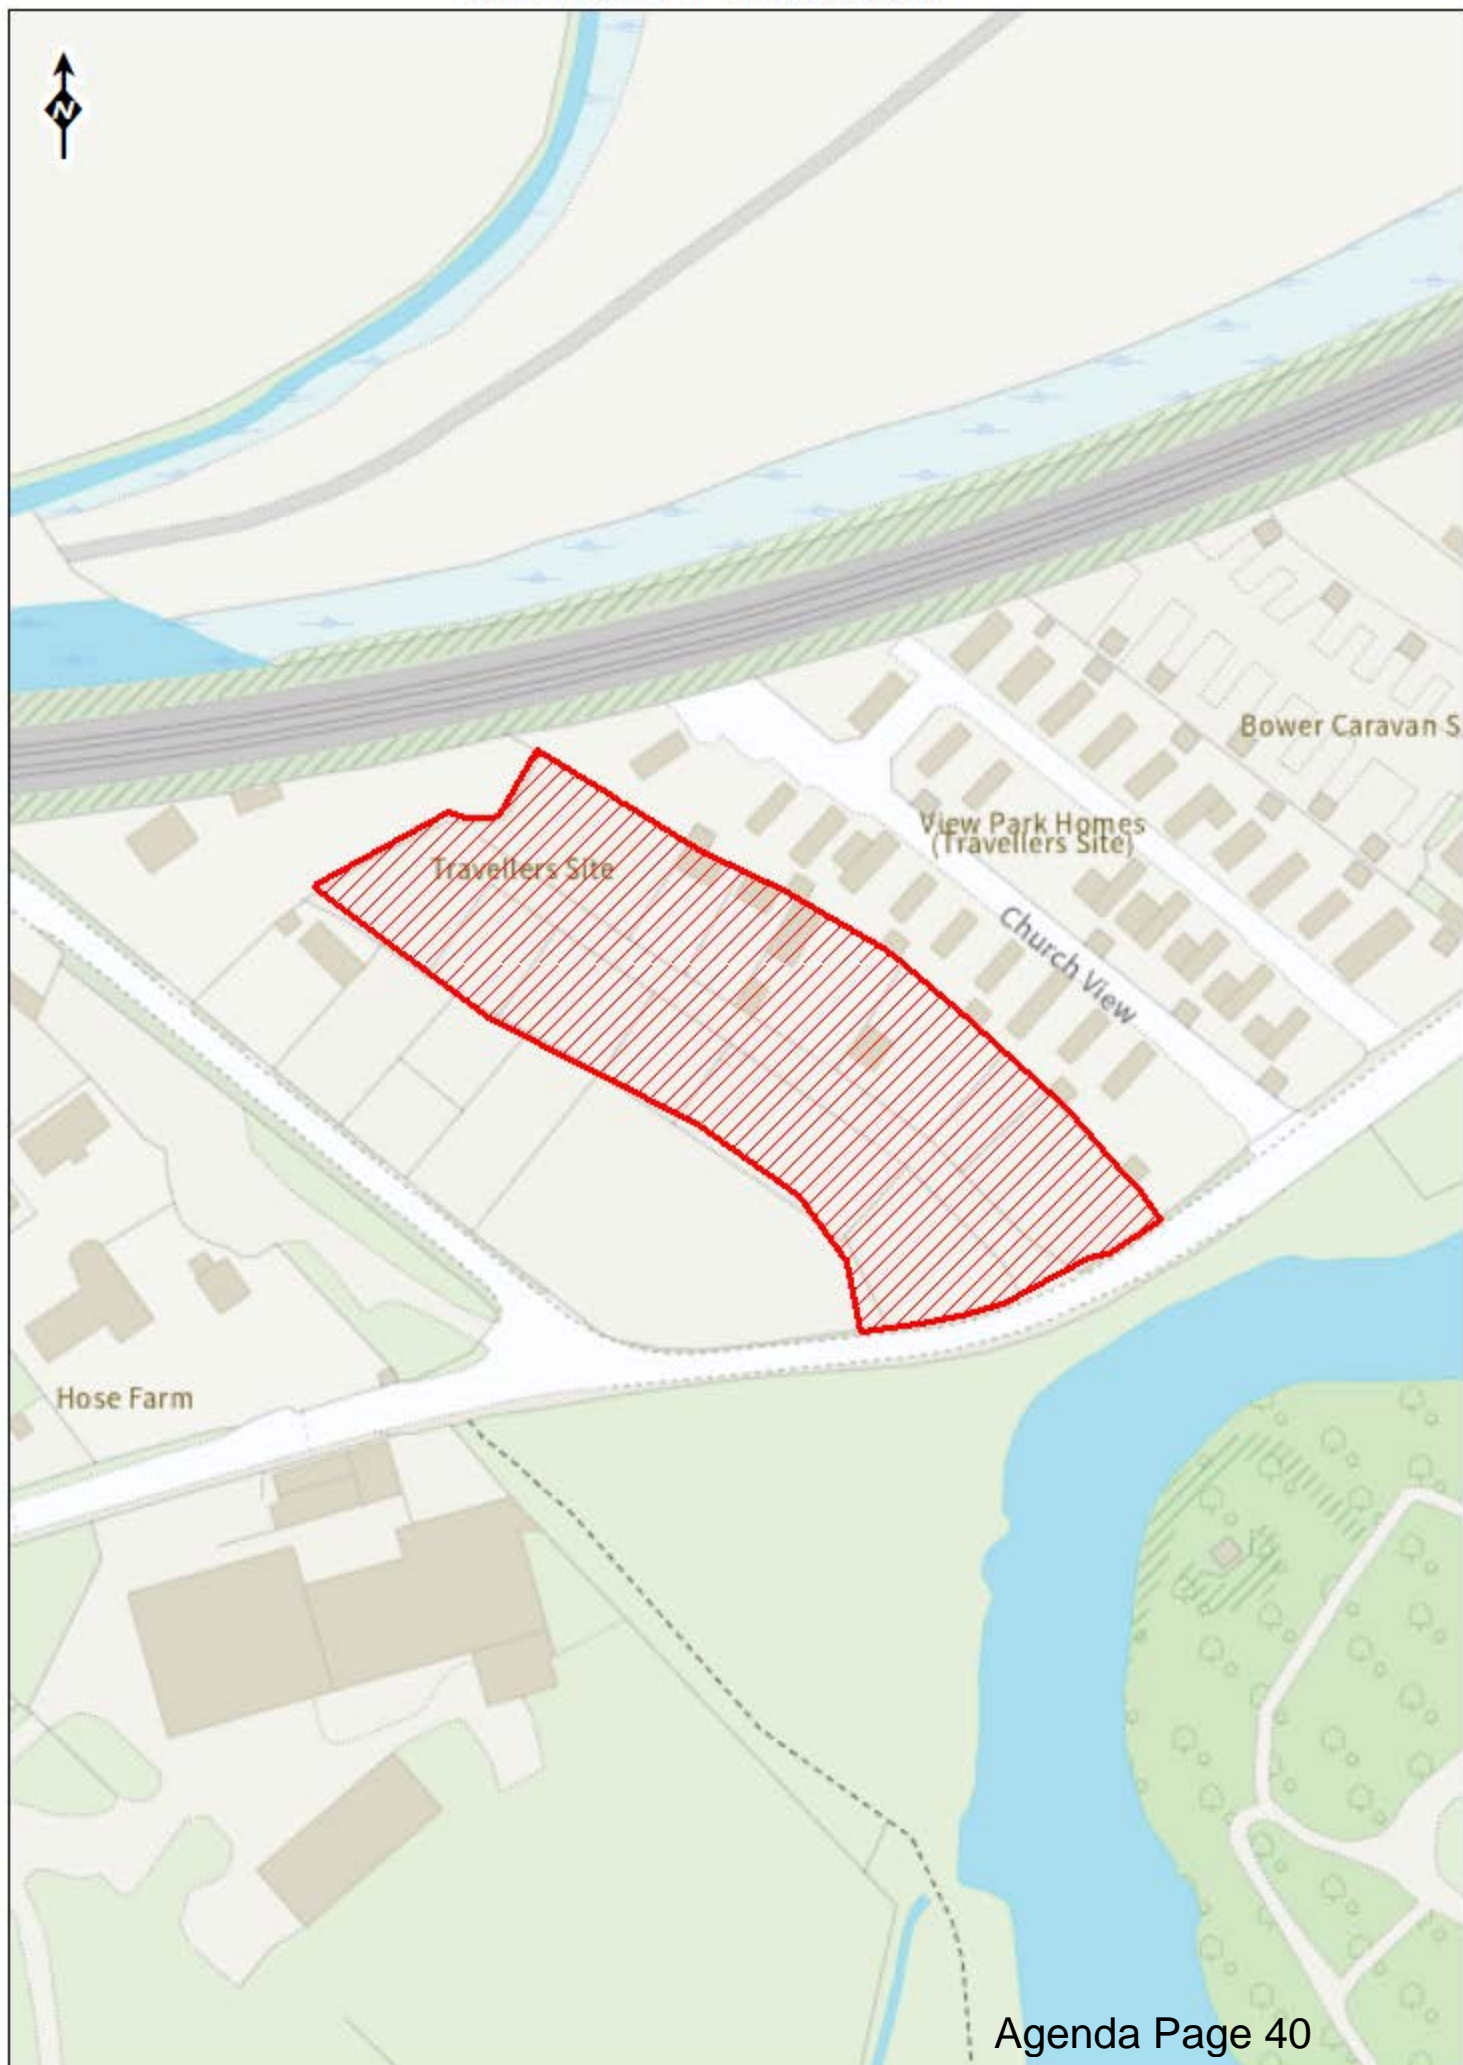 N
Bower Caravan S
View Park Homes
(Travellers Site)
Travellers Site
Church View
Hose Farm
Agenda Page 40